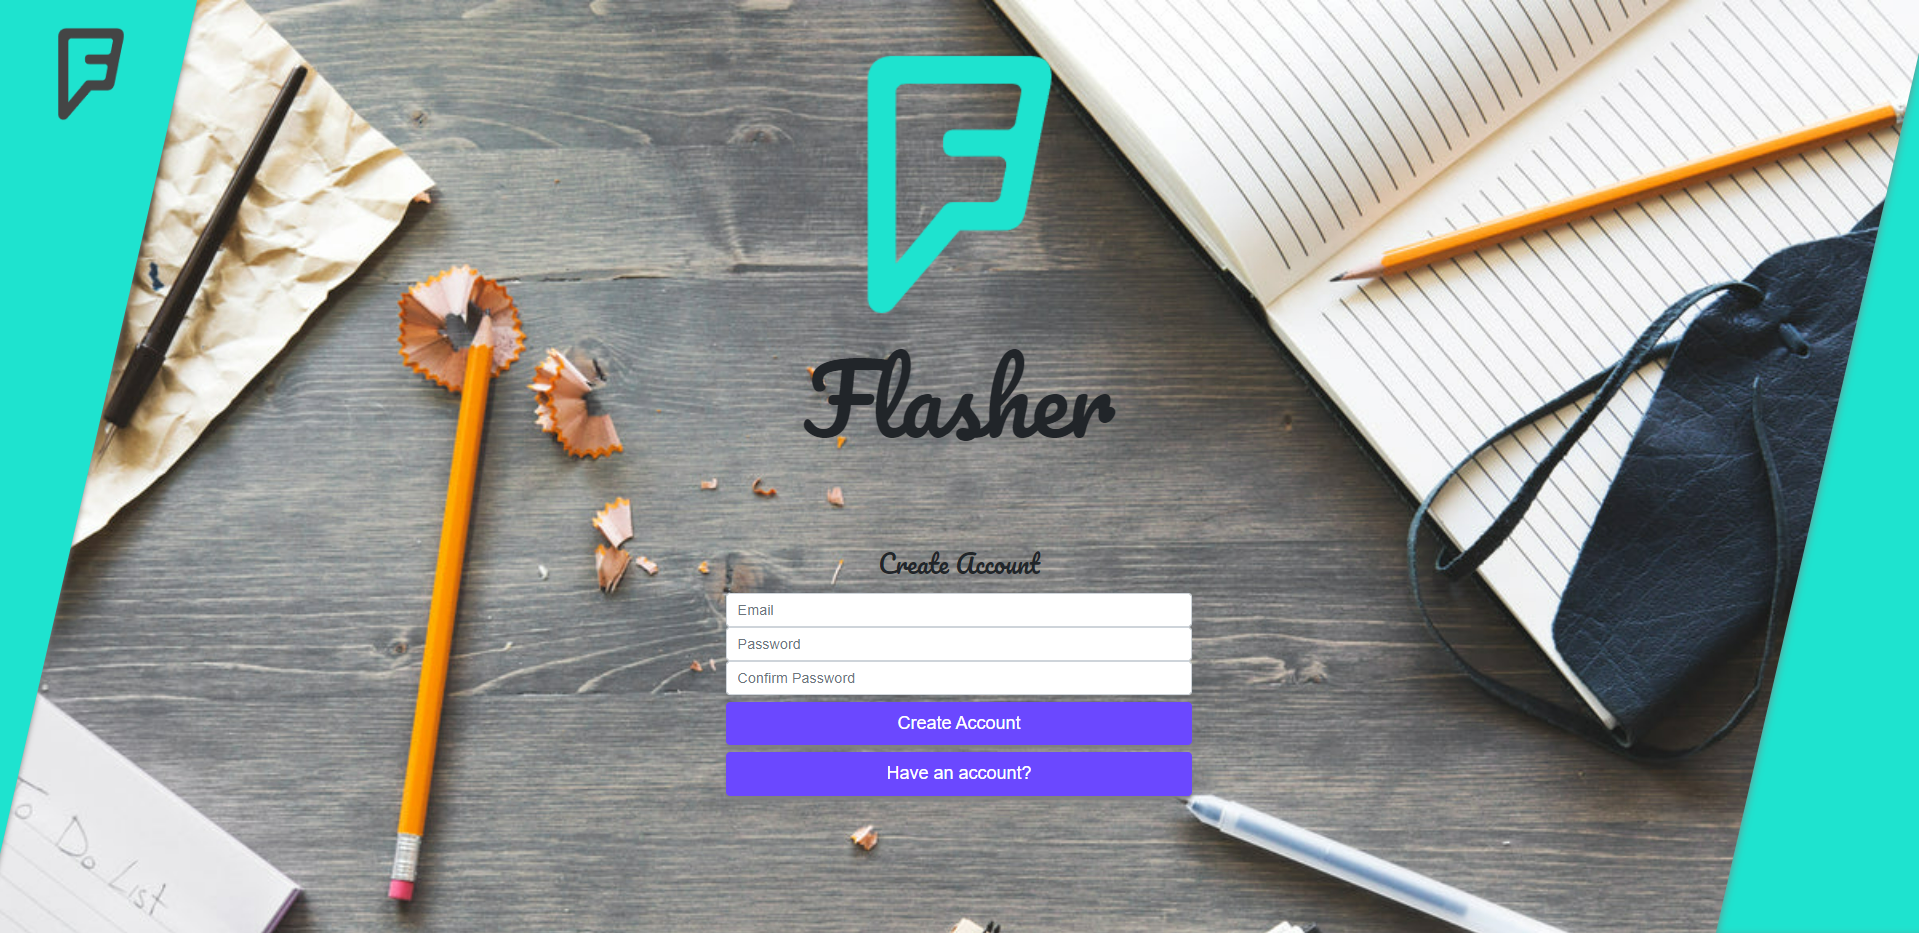 Flasher
Create Account
Email
Password
Confirm Password
Create Account
Have an account?
To Do List